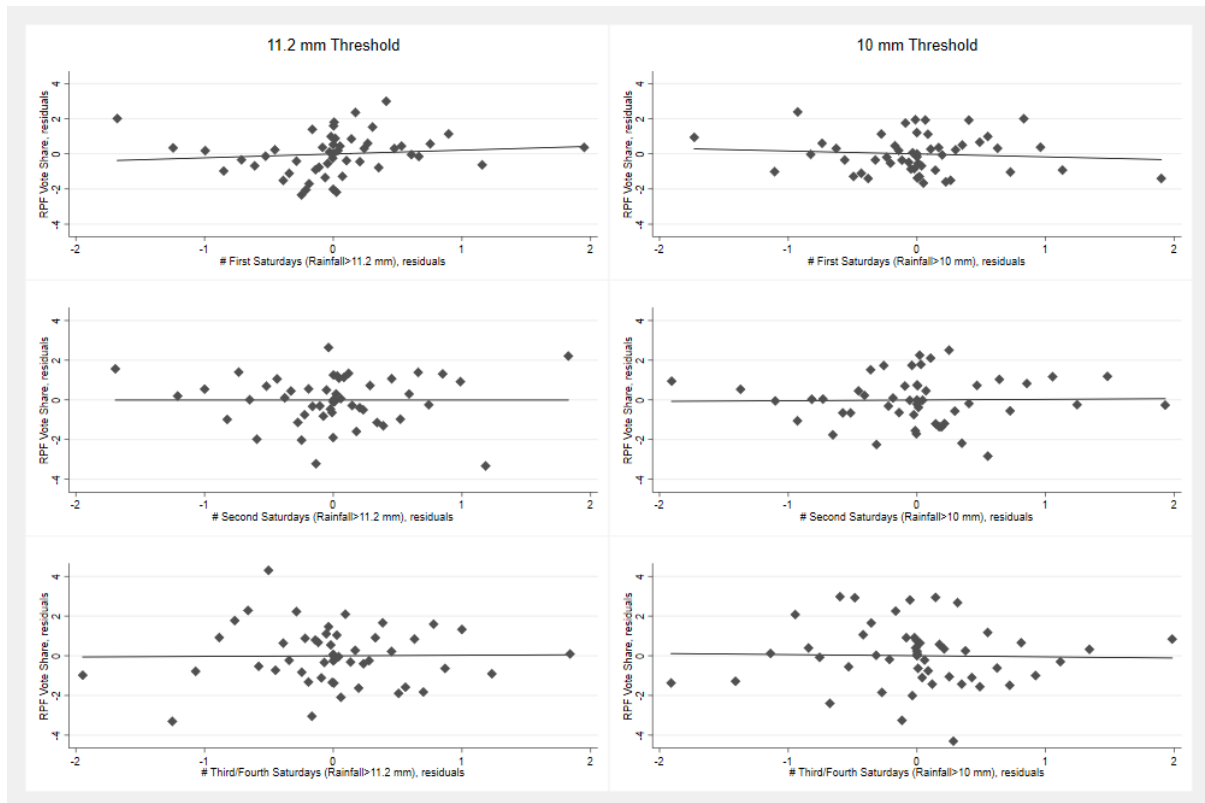 11.2 mm Threshold
10 mm Threshold
RPF Vote Share, residuals
-4 -2 0 2 4
-2 -1 0 1 2
# First Saturdays (Rainfall>11.2 mm), residuals
RPF Vote Share, residuals
-4 -2 0 2 4
-2 -1 0 1 2
# First Saturdays (Rainfall>10 mm), residuals
RPF Vote Share, residuals
-4 -2 0 2 4
-2 -1 0 1 2
# Second Saturdays (Rainfall>11.2 mm), residuals
RPF Vote Share, residuals
-4 -2 0 2 4
-2 -1 0 1 2
# Second Saturdays (Rainfall>10 mm), residuals
RPF Vote Share, residuals
-4 -2 0 2 4
-2 -1 0 1 2
# Third/Fourth Saturdays (Rainfall>11.2 mm), residuals
RPF Vote Share, residuals
-4 -2 0 2 4
-2 -1 0 1 2
# Third/Fourth Saturdays (Rainfall>10 mm), residuals